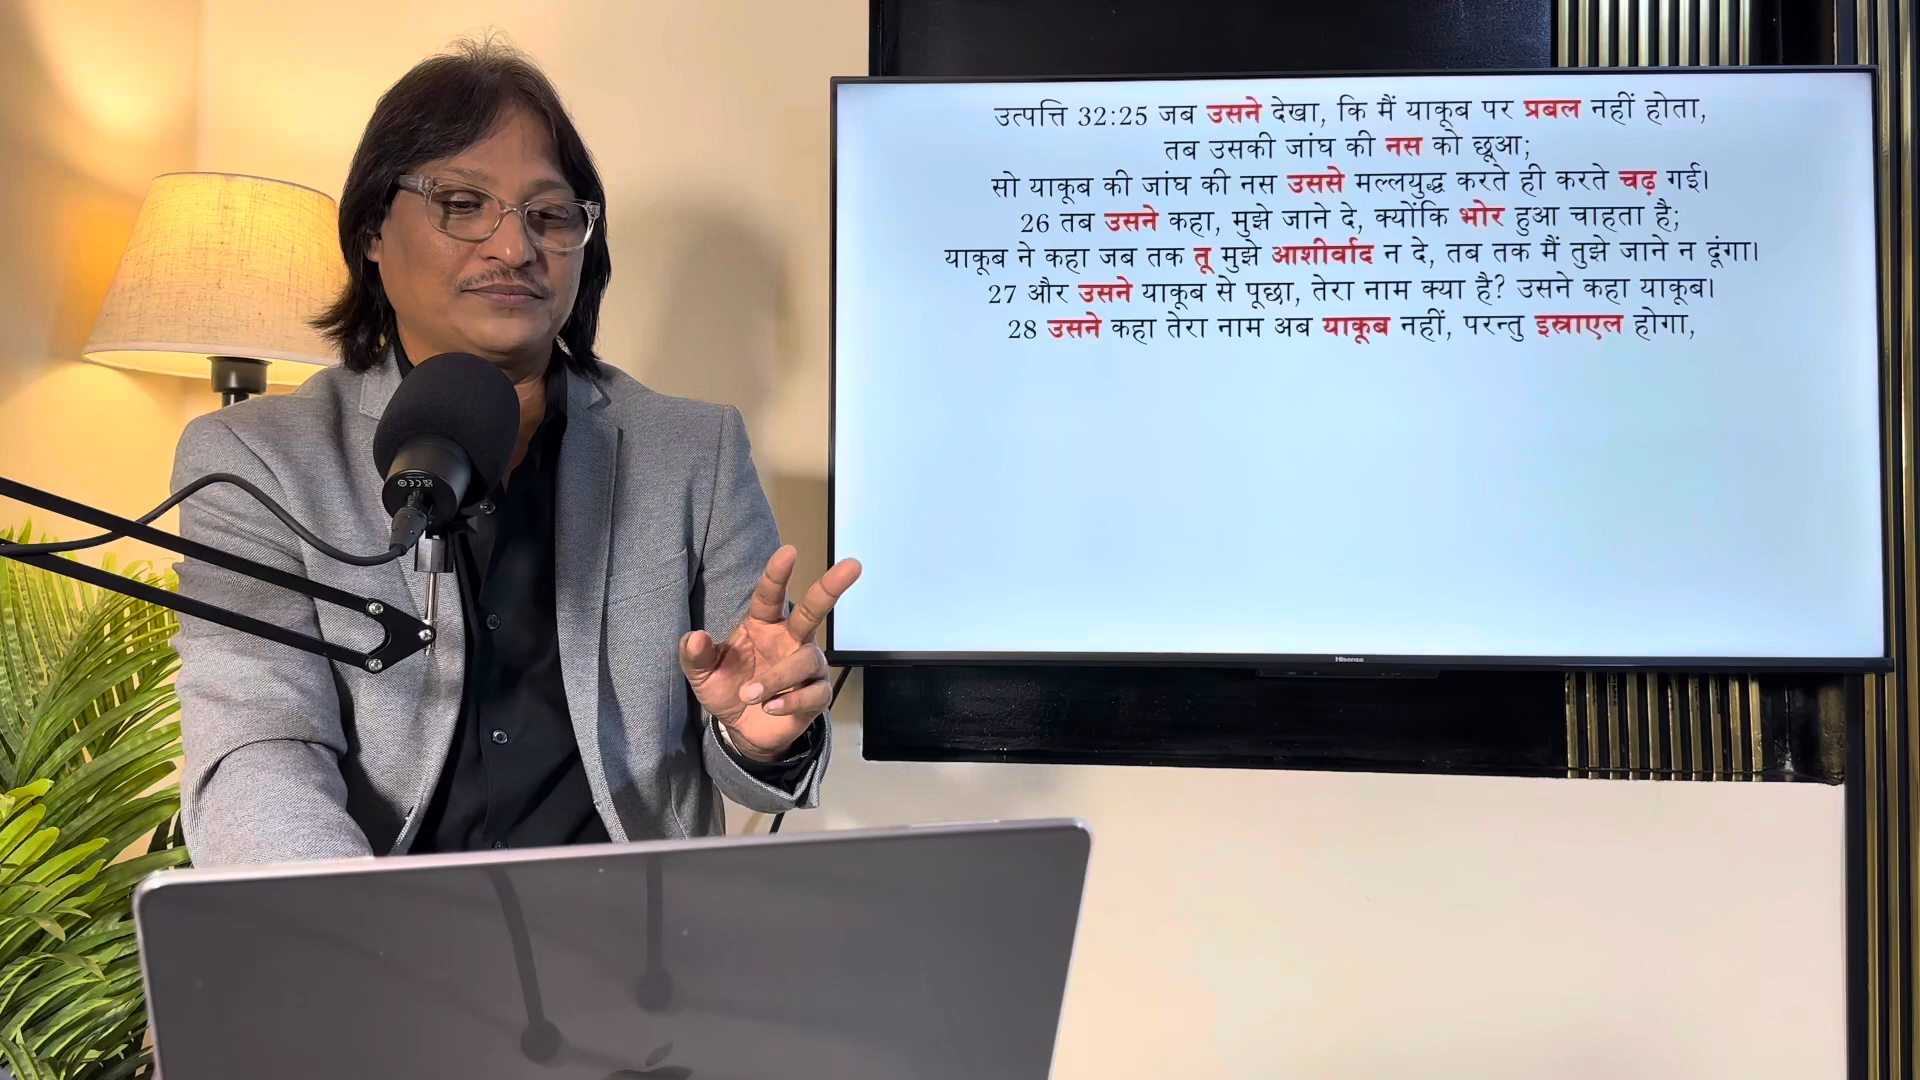 उत्पत्ति 32:25 जब उसने देखा, कि मैं याकूब पर प्रबल नहीं होता,
तब उसकी जांघ की नस को छूआ;
सो याकूब की जांघ की नस उससे मल्लयुद्ध करते ही करते चढ़ गई।
26 तब उसने कहा, मुझे जाने दे, क्योंकि भोर हुआ चाहता है;
याकूब ने कहा जब तक तू मुझे आशीर्वाद न दे, तब तक मैं तुझे जाने न दूंगा।
27 और उसने याकूब से पूछा, तेरा नाम क्या है? उसने कहा याकूब।
28 उसने कहा तेरा नाम अब याकूब नहीं, परन्तु इस्राएल होगा,
Hisense